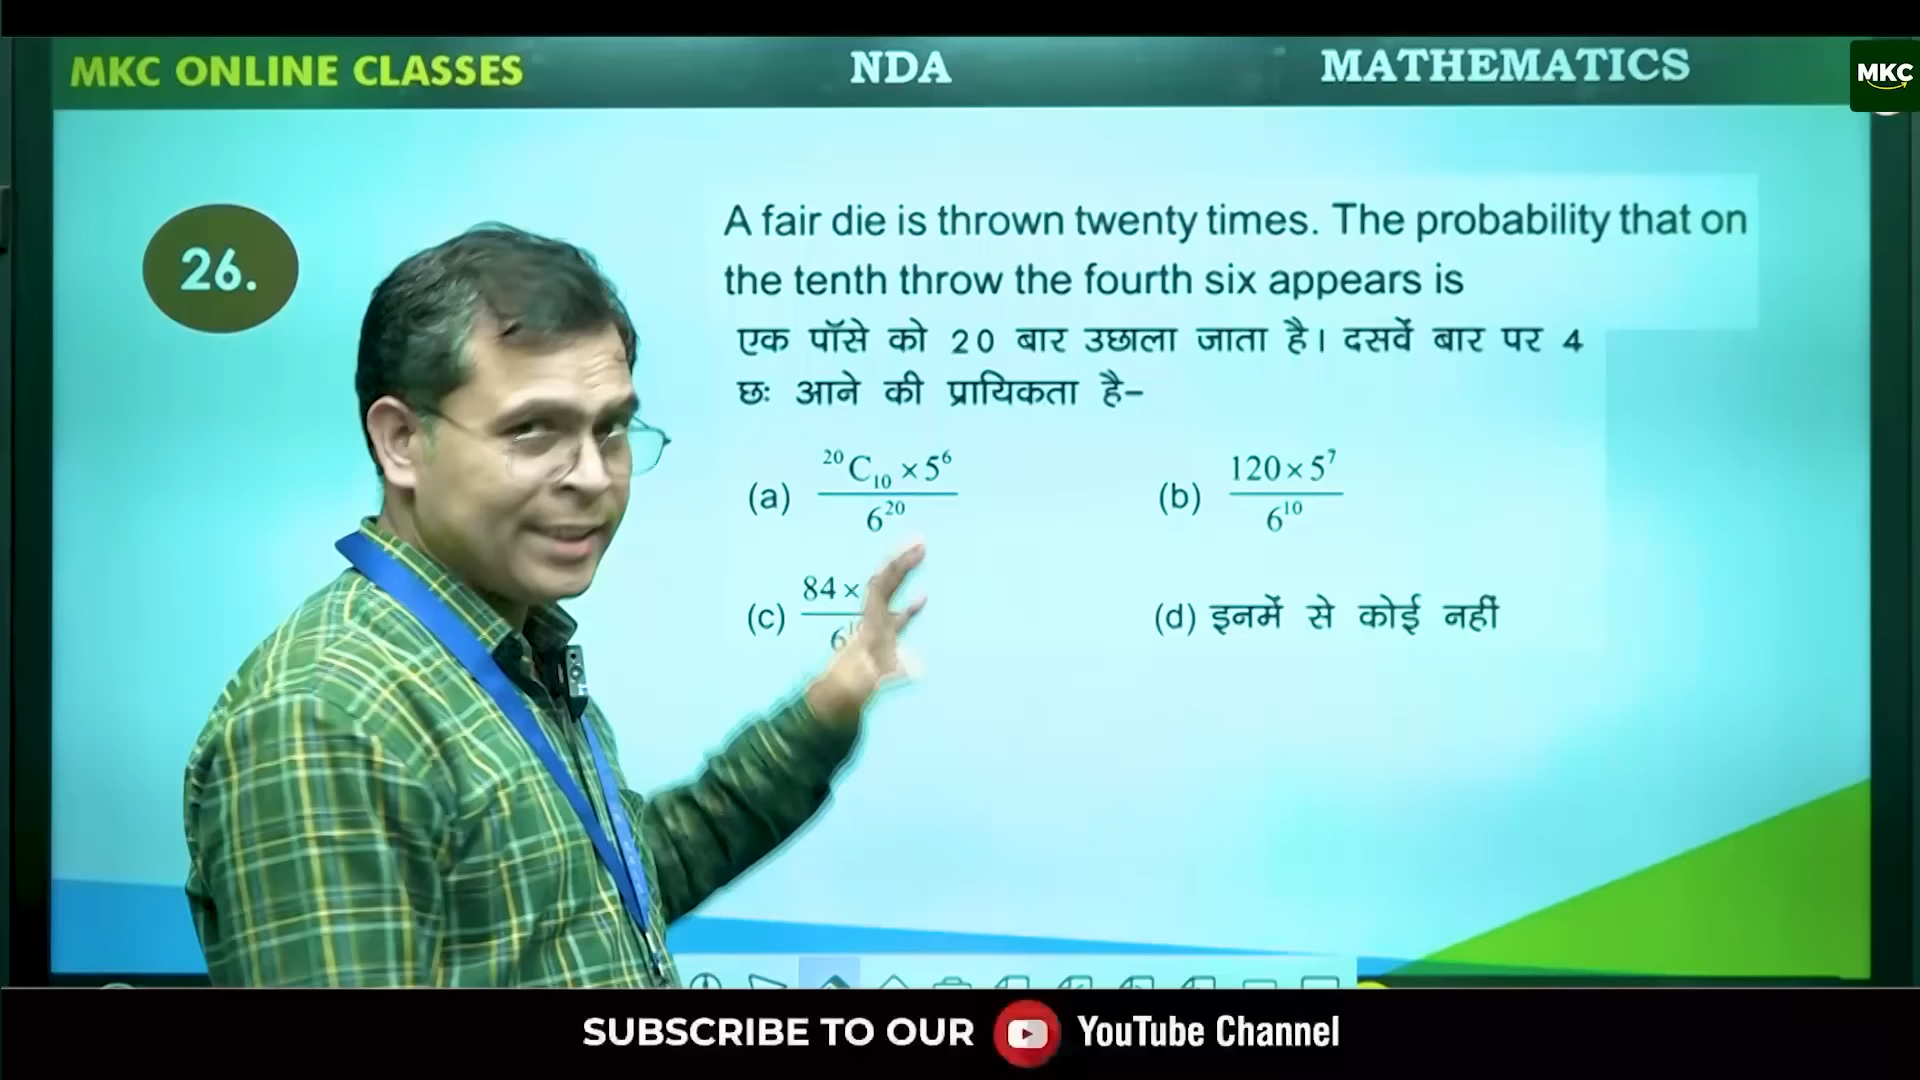 MKC ONLINE CLASSES NDA MATHEMATICS
MKC
26.
A fair die is thrown twenty times. The probability that on
the tenth throw the fourth six appears is
एक पॉसे को 20 बार उछाला जाता है। दसवें बार पर 4
छः आने की प्रायिकता है–
(a) ²⁰C₁₀ × 5⁶ / 6²⁰ (b) 120 × 5⁷ / 6¹⁰
(c) 84 × / 6 (d) इनमें से कोई नहीं
SUBSCRIBE TO OUR YouTube Channel